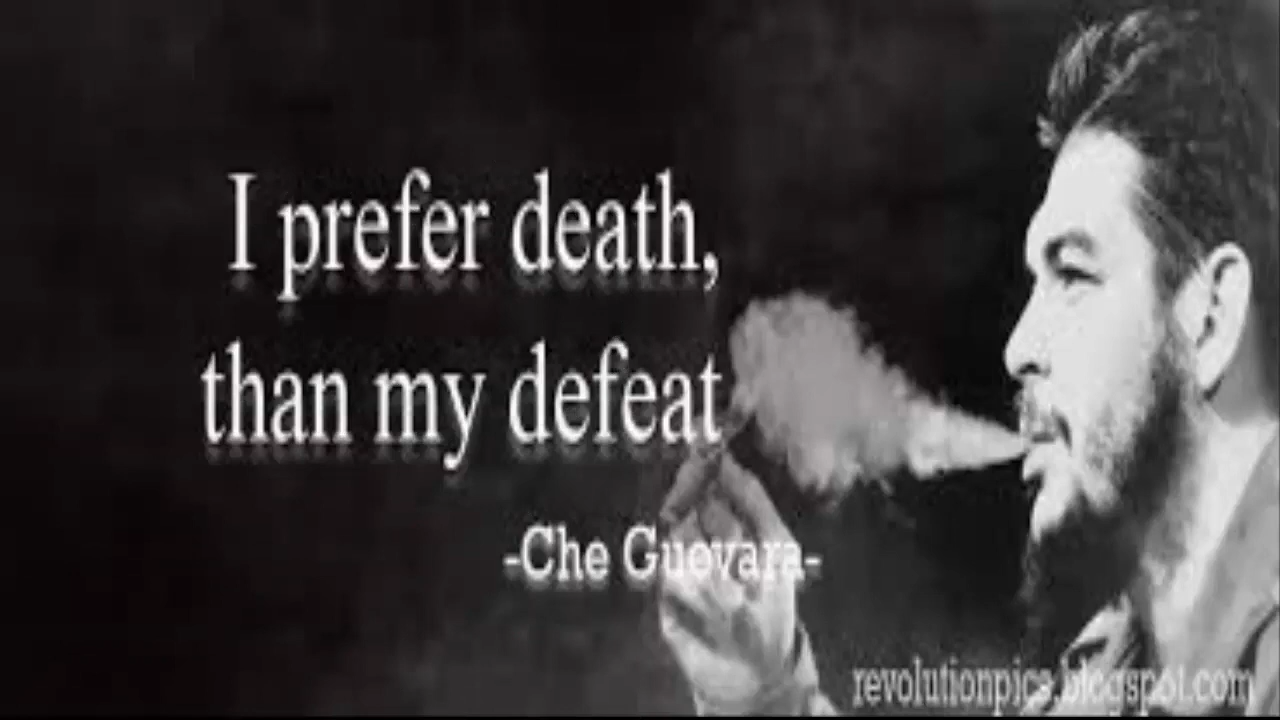 I prefer death,
than my defeat
-Che Guevara-
revolutionpics.blogspot.com